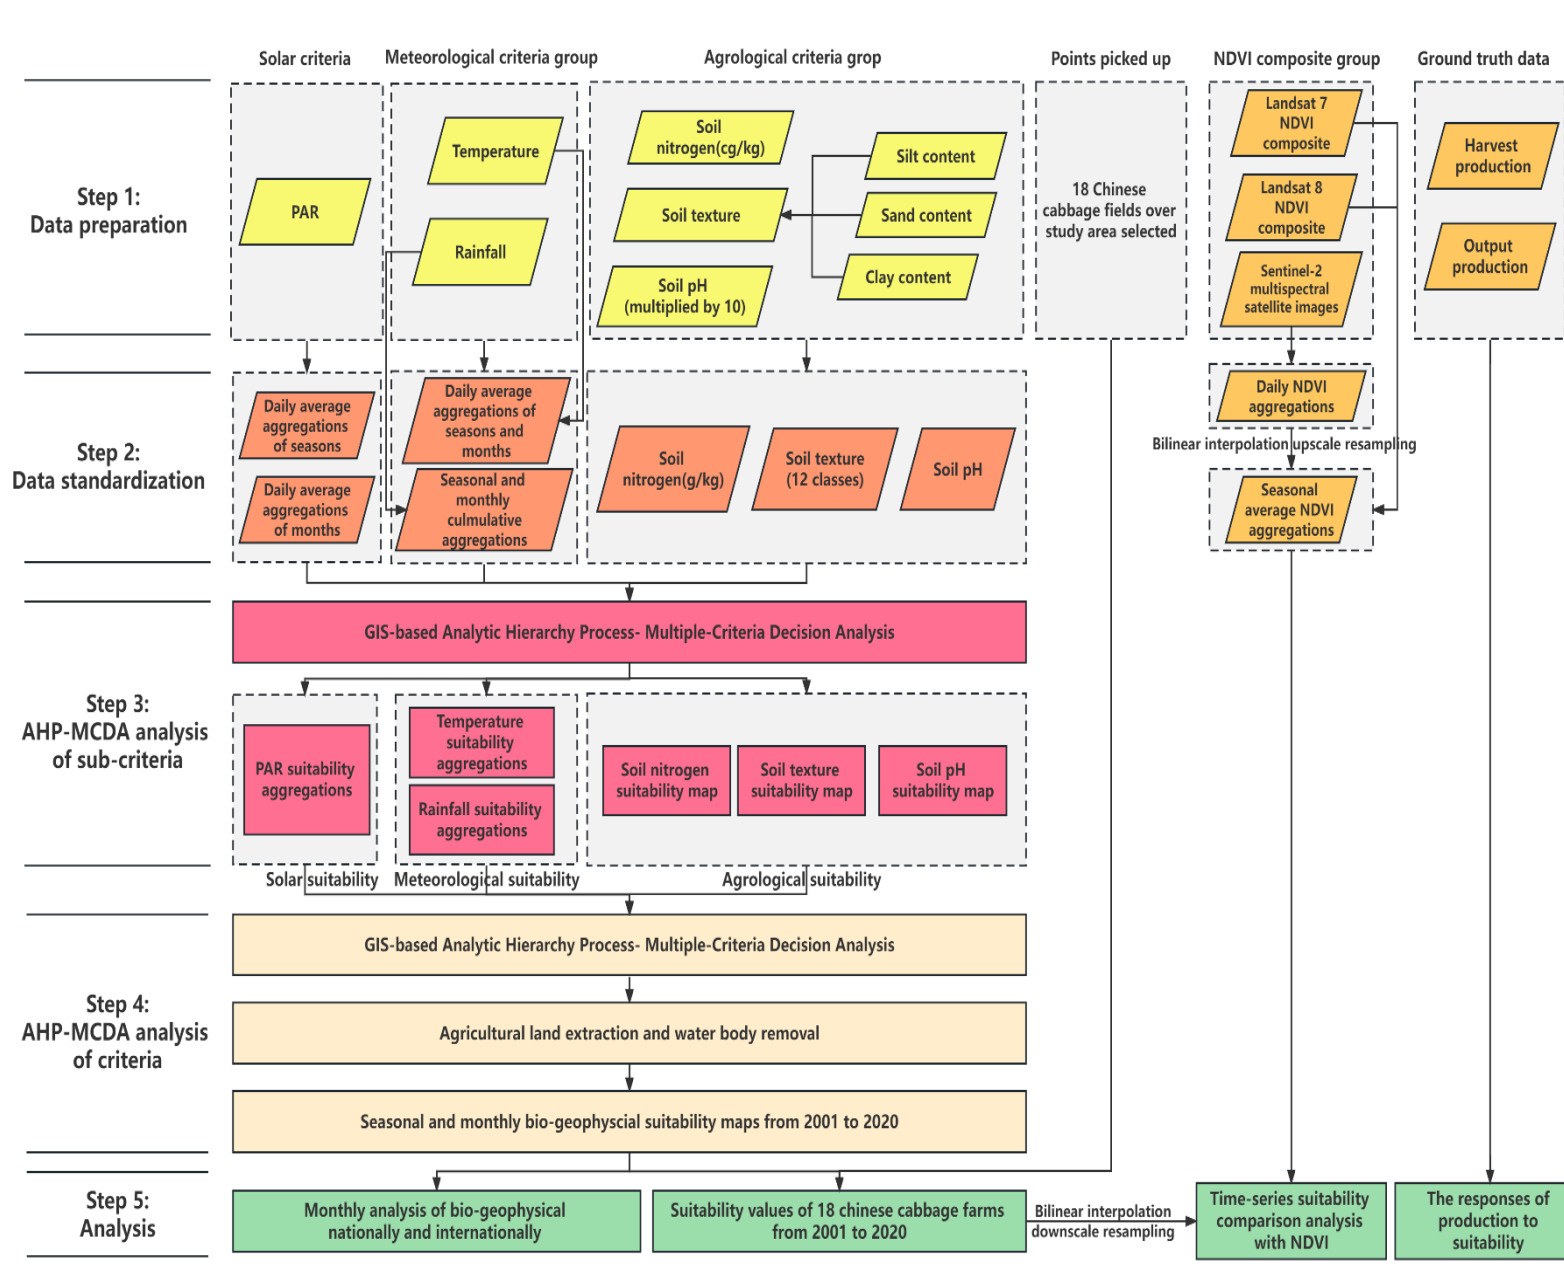 Solar criteria
Meteorological criteria group
Agrological criteria grop
Points picked up
NDVI composite group
Ground truth data
Step 1:
Data preparation
PAR
Temperature
Rainfall
Soil
nitrogen(cg/kg)
Soil texture
Soil pH
(multiplied by 10)
Silt content
Sand content
Clay content
18 Chinese
cabbage fields over
study area selected
Landsat 7
NDVI
composite
Landsat 8
NDVI
composite
Sentinel-2
multispectral
satellite images
Harvest
production
Output
production
Step 2:
Data standardization
Daily average
aggregations
of seasons
Daily average
aggregations
of months
Daily average
aggregations of
seasons and
months
Seasonal and
monthly
culmulative
aggregations
Soil
nitrogen(g/kg)
Soil texture
(12 classes)
Soil pH
Daily NDVI
aggregations
Bilinear interpolation upscale resampling
Seasonal
average NDVI
aggregations
GIS-based Analytic Hierarchy Process- Multiple-Criteria Decision Analysis
Step 3:
AHP-MCDA analysis
of sub-criteria
PAR suitability
aggregations
Temperature
suitability
aggregations
Rainfall suitability
aggregations
Soil nitrogen
suitability map
Soil texture
suitability map
Soil pH
suitability map
Solar suitability
Meteorological suitability
Agrological suitability
Step 4:
AHP-MCDA analysis
of criteria
GIS-based Analytic Hierarchy Process- Multiple-Criteria Decision Analysis
Agricultural land extraction and water body removal
Seasonal and monthly bio-geophyscial suitability maps from 2001 to 2020
Step 5:
Analysis
Monthly analysis of bio-geophysical
nationally and internationally
Suitability values of 18 chinese cabbage farms
from 2001 to 2020
Bilinear interpolation
downscale resampling
Time-series suitability
comparison analysis
with NDVI
The responses of
production to
suitability